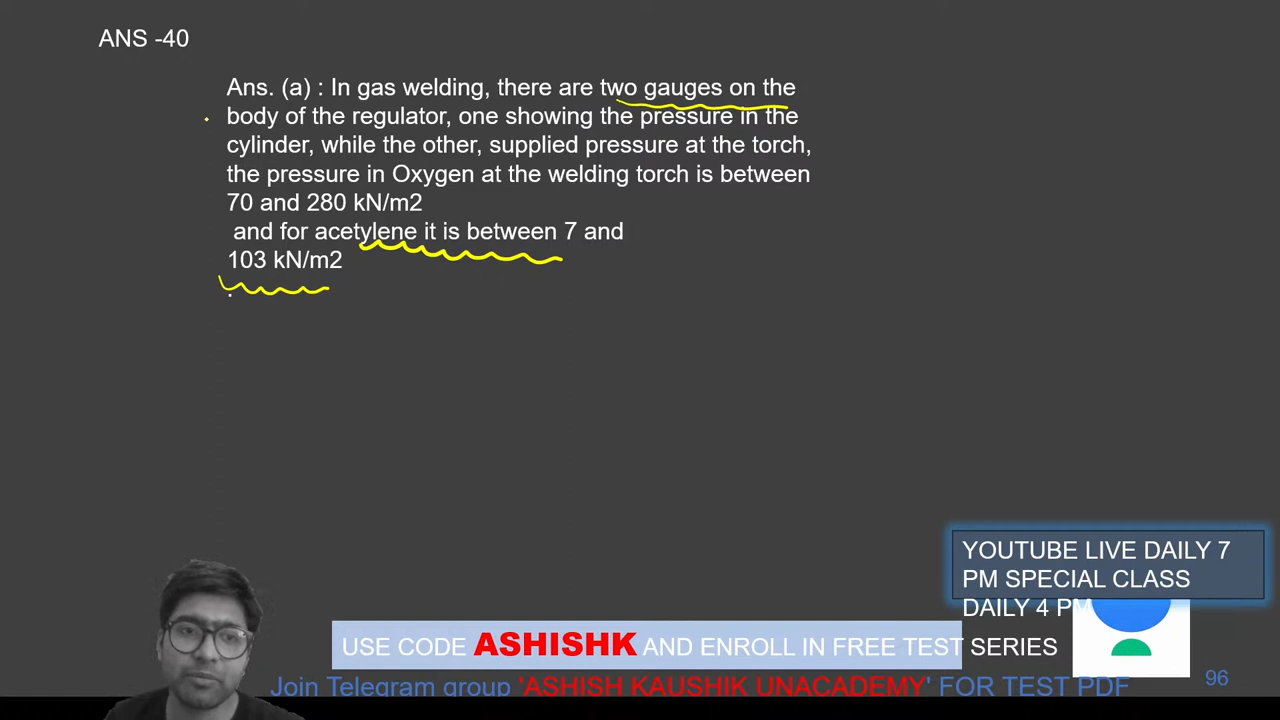 ANS -40
Ans. (a) : In gas welding, there are two gauges on the
body of the regulator, one showing the pressure in the
cylinder, while the other, supplied pressure at the torch,
the pressure in Oxygen at the welding torch is between
70 and 280 kN/m2
and for acetylene it is between 7 and
103 kN/m2
.
YOUTUBE LIVE DAILY 7
PM SPECIAL CLASS
DAILY 4 PM
USE CODE ASHISHK AND ENROLL IN FREE TEST SERIES
Join Telegram group 'ASHISH KAUSHIK UNACADEMY' FOR TEST PDF
96